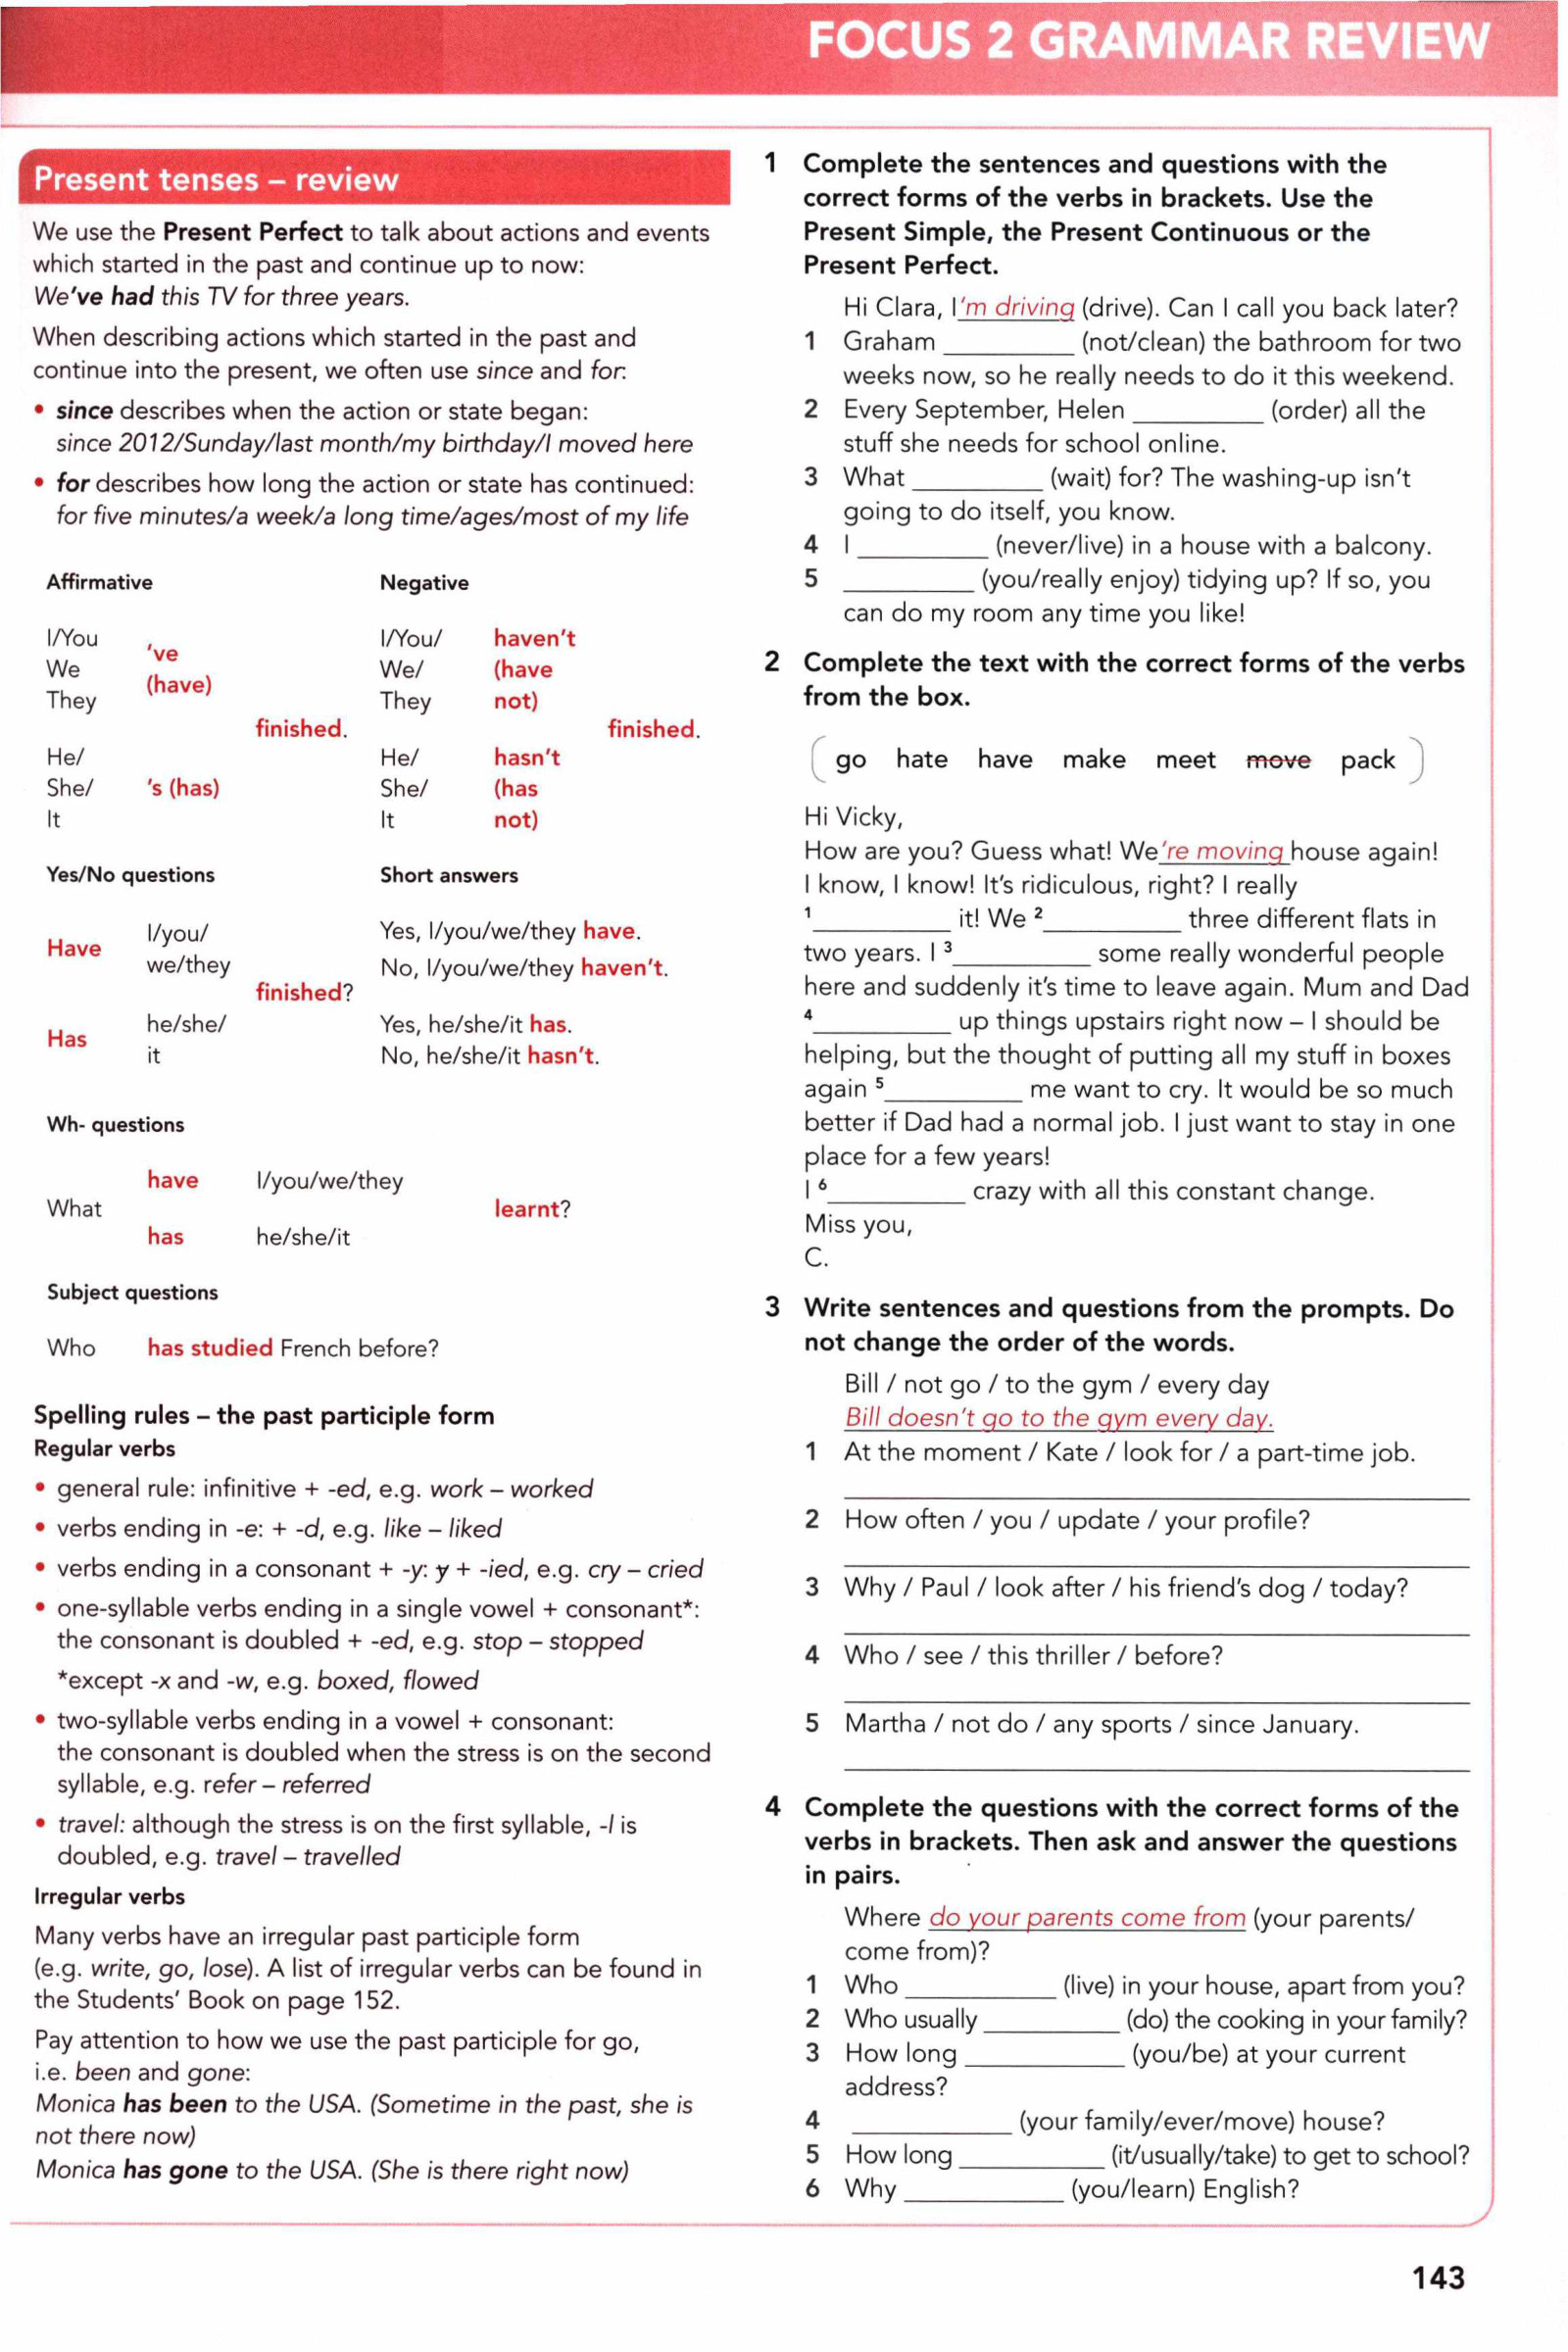 FOCUS 2 GRAMMAR REVIEW
Present tenses – review
We use the Present Perfect to talk about actions and events
which started in the past and continue up to now:
We've had this TV for three years.
When describing actions which started in the past and
continue into the present, we often use since and for:
• since describes when the action or state began:
since 2012/Sunday/last month/my birthday/I moved here
• for describes how long the action or state has continued:
for five minutes/a week/a long time/ages/most of my life
Affirmative Negative
I/You
We
They
've
(have)
He/
She/
It
's (has)
finished.
I/You/
We/
They
haven't
(have
not)
He/
She/
It
hasn't
(has
not)
finished.
Yes/No questions Short answers
Have
I/you/
we/they
Has
he/she/
it
finished?
Yes, I/you/we/they have.
No, I/you/we/they haven't.
Yes, he/she/it has.
No, he/she/it hasn't.
Wh- questions
What
have I/you/we/they
has he/she/it
learnt?
Subject questions
Who has studied French before?
Spelling rules – the past participle form
Regular verbs
• general rule: infinitive + -ed, e.g. work – worked
• verbs ending in -e: + -d, e.g. like – liked
• verbs ending in a consonant + -y: y + -ied, e.g. cry – cried
• one-syllable verbs ending in a single vowel + consonant*:
the consonant is doubled + -ed, e.g. stop – stopped
*except -x and -w, e.g. boxed, flowed
• two-syllable verbs ending in a vowel + consonant:
the consonant is doubled when the stress is on the second
syllable, e.g. refer – referred
• travel: although the stress is on the first syllable, -l is
doubled, e.g. travel – travelled
Irregular verbs
Many verbs have an irregular past participle form
(e.g. write, go, lose). A list of irregular verbs can be found in
the Students' Book on page 152.
Pay attention to how we use the past participle for go,
i.e. been and gone:
Monica has been to the USA. (Sometime in the past, she is
not there now)
Monica has gone to the USA. (She is there right now)
1 Complete the sentences and questions with the
correct forms of the verbs in brackets. Use the
Present Simple, the Present Continuous or the
Present Perfect.
Hi Clara, I'm driving (drive). Can I call you back later?
1 Graham __________ (not/clean) the bathroom for two
weeks now, so he really needs to do it this weekend.
2 Every September, Helen __________ (order) all the
stuff she needs for school online.
3 What __________ (wait) for? The washing-up isn't
going to do itself, you know.
4 I __________ (never/live) in a house with a balcony.
5 __________ (you/really enjoy) tidying up? If so, you
can do my room any time you like!
2 Complete the text with the correct forms of the verbs
from the box.
go hate have make meet move pack
Hi Vicky,
How are you? Guess what! We're moving house again!
I know, I know! It's ridiculous, right? I really
1__________ it! We 2__________ three different flats in
two years. I 3__________ some really wonderful people
here and suddenly it's time to leave again. Mum and Dad
4__________ up things upstairs right now – I should be
helping, but the thought of putting all my stuff in boxes
again 5__________ me want to cry. It would be so much
better if Dad had a normal job. I just want to stay in one
place for a few years!
I 6__________ crazy with all this constant change.
Miss you,
C.
3 Write sentences and questions from the prompts. Do
not change the order of the words.
Bill / not go / to the gym / every day
Bill doesn't go to the gym every day.
1 At the moment / Kate / look for / a part-time job.
2 How often / you / update / your profile?
3 Why / Paul / look after / his friend's dog / today?
4 Who / see / this thriller / before?
5 Martha / not do / any sports / since January.
4 Complete the questions with the correct forms of the
verbs in brackets. Then ask and answer the questions
in pairs.
Where do your parents come from (your parents/
come from)?
1 Who __________ (live) in your house, apart from you?
2 Who usually __________ (do) the cooking in your family?
3 How long __________ (you/be) at your current
address?
4 __________ (your family/ever/move) house?
5 How long __________ (it/usually/take) to get to school?
6 Why __________ (you/learn) English?
143